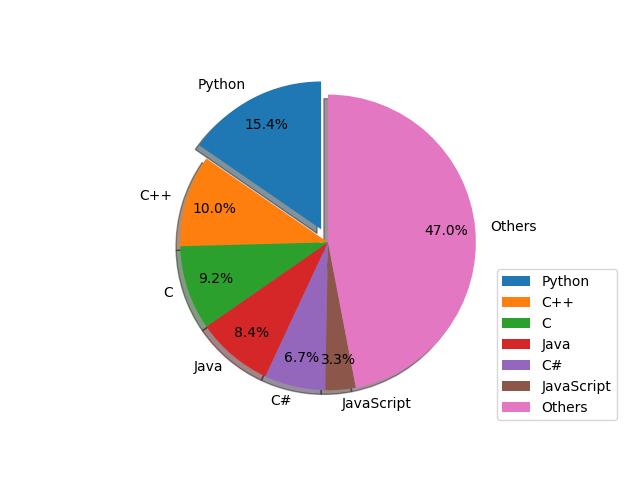 Python
15.4%
C++
10.0%
47.0%
Others
9.2%
C
8.4%
Java
6.7%
3.3%
C#
JavaScript
Python
C++
C
Java
C#
JavaScript
Others